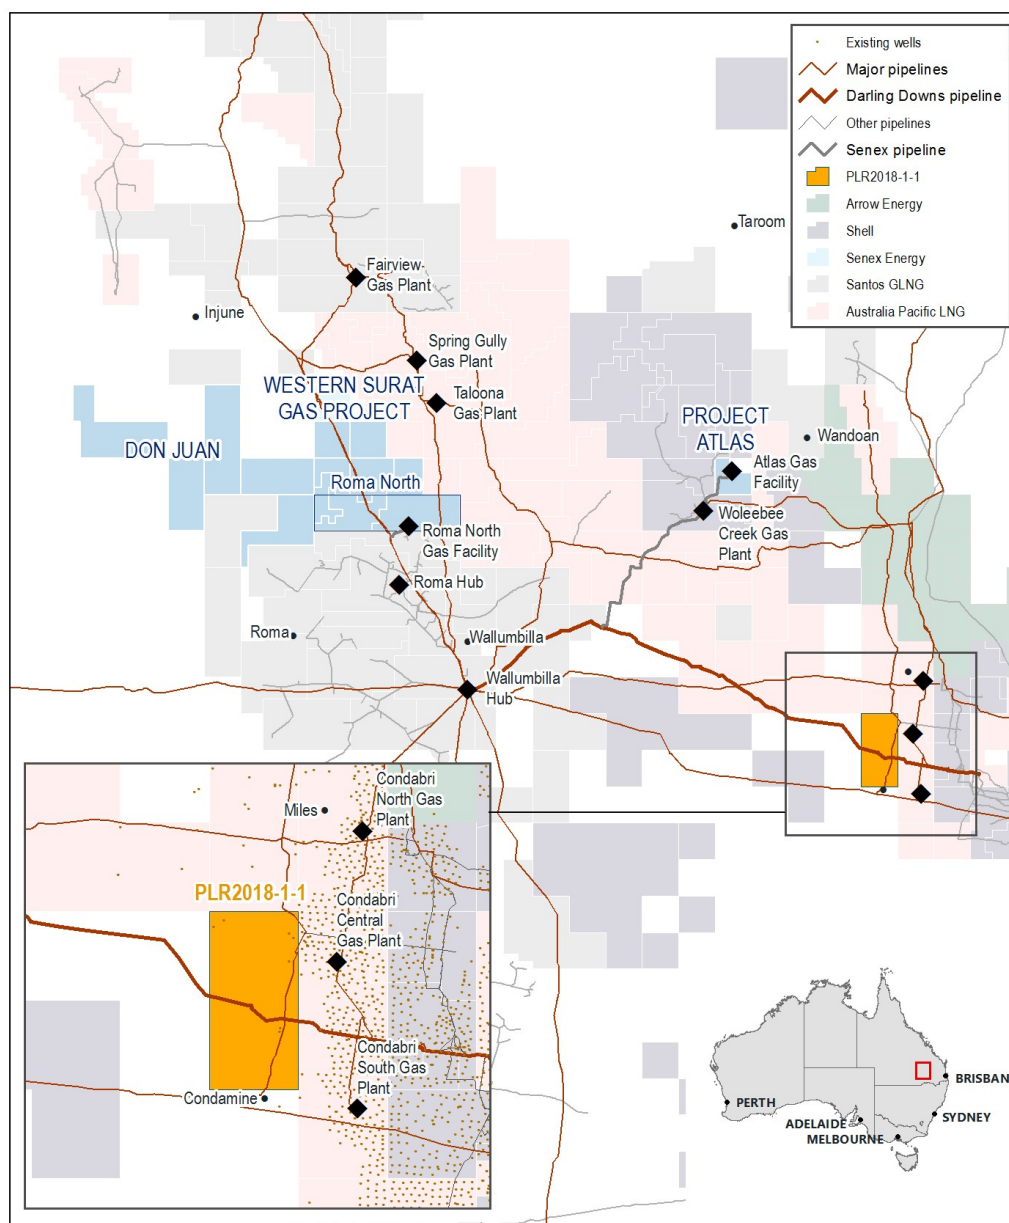 Existing wells
Major pipelines
Darling Downs pipeline
Other pipelines
Senex pipeline
PLR2018-1-1
Arrow Energy
Shell
Senex Energy
Santos GLNG
Australia Pacific LNG
Taroom
Fairview
Gas Plant
Injune
Spring Gully
Gas Plant
WESTERN SURAT
GAS PROJECT
Taloona
Gas Plant
DON JUAN
PROJECT
ATLAS
Wandoan
Atlas Gas
Facility
Roma North
Woleebee
Creek Gas
Plant
Roma North
Gas Facility
Roma Hub
Roma
Wallumbilla
Wallumbilla
Hub
Condabri
North Gas
Plant
Miles
PLR2018-1-1
Condabri
Central
Gas Plant
Condabri
South Gas
Plant
Condamine
BRISBAN
PERTH
SYDNEY
ADELAIDE
MELBOURNE